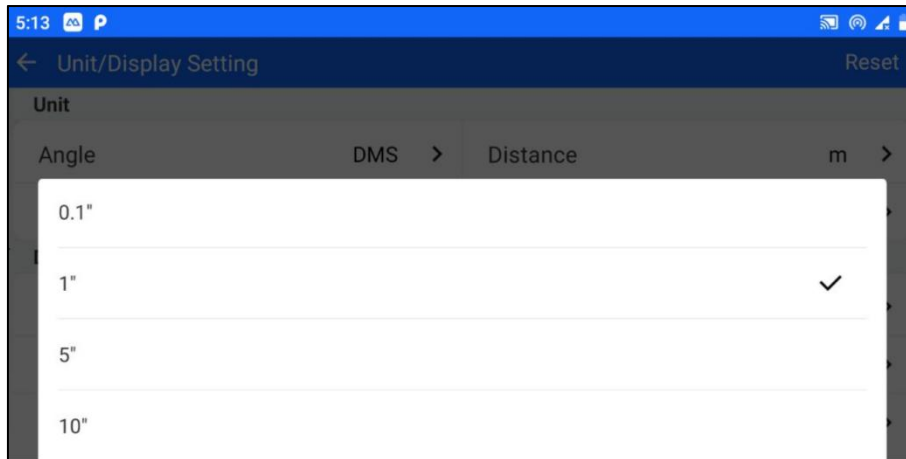 5:13
Unit/Display Setting Reset
Unit
Angle DMS Distance m
0.1"
1"
5"
10"